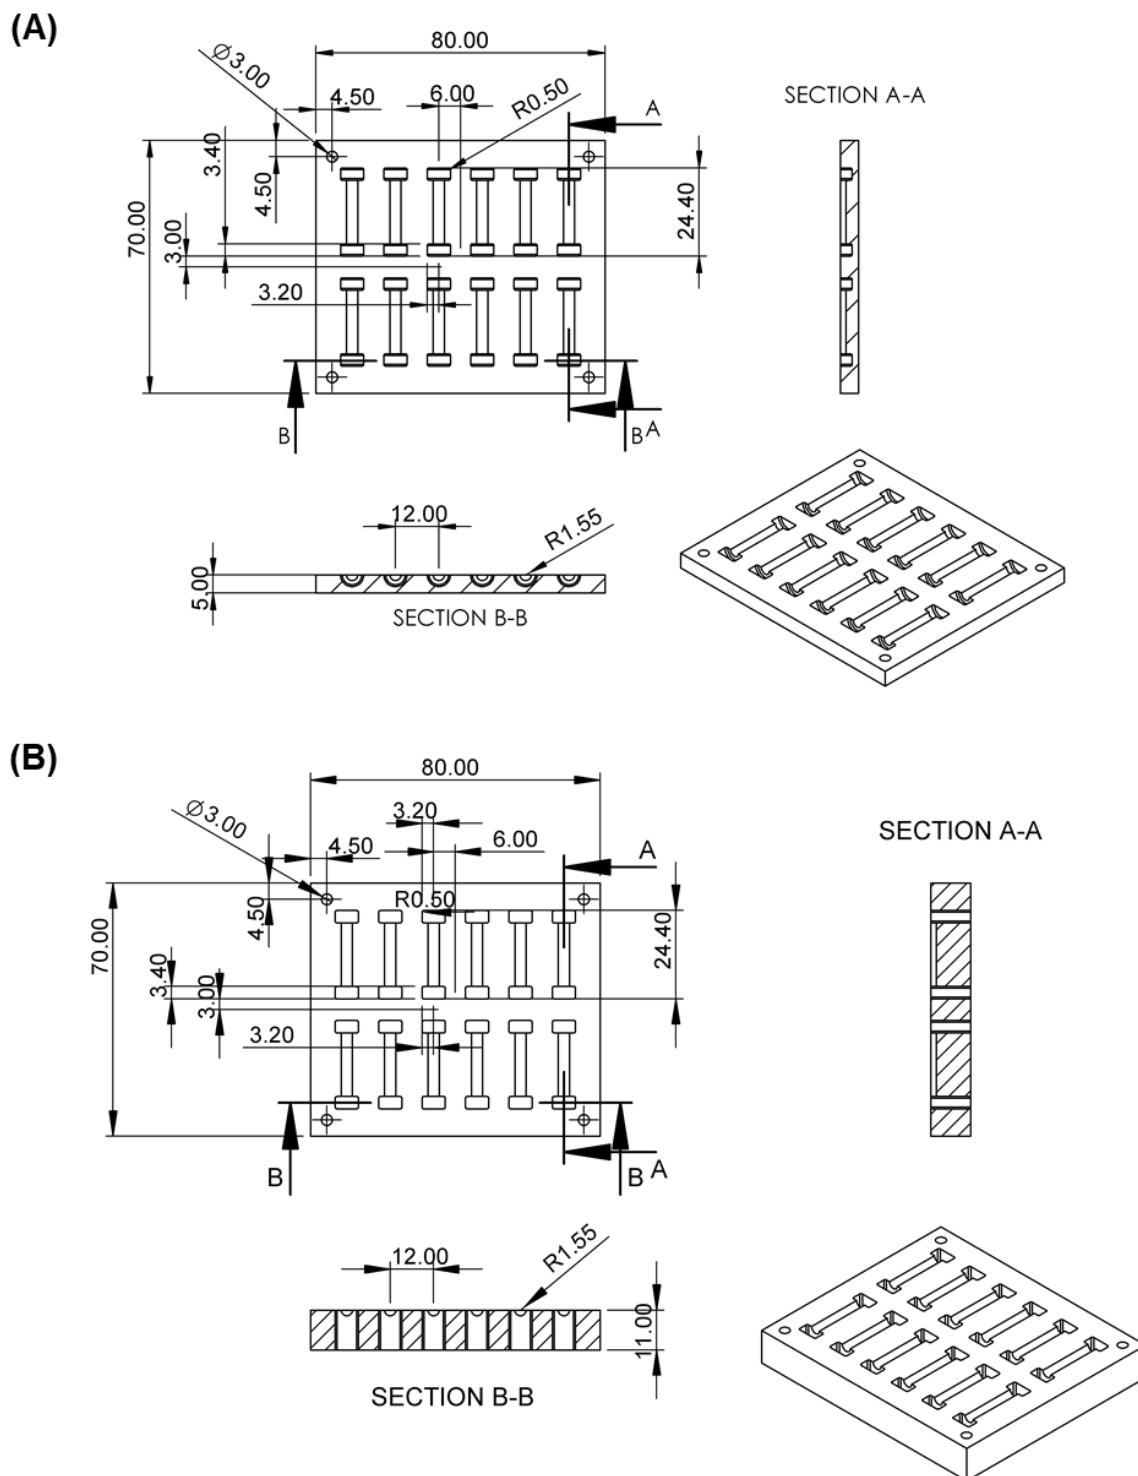 (A)
80.00
Ø3.00
4.50
6.00
R0.50
A
SECTION A-A
3.40
4.50
70.00
3.00
24.40
3.20
B
B
A
12.00
R1.55
5.00
SECTION B-B
(B)
80.00
Ø3.00
3.20
4.50
6.00
A
SECTION A-A
4.50
R0.50
70.00
24.40
3.40
3.00
3.20
B
B
A
12.00
R1.55
11.00
SECTION B-B